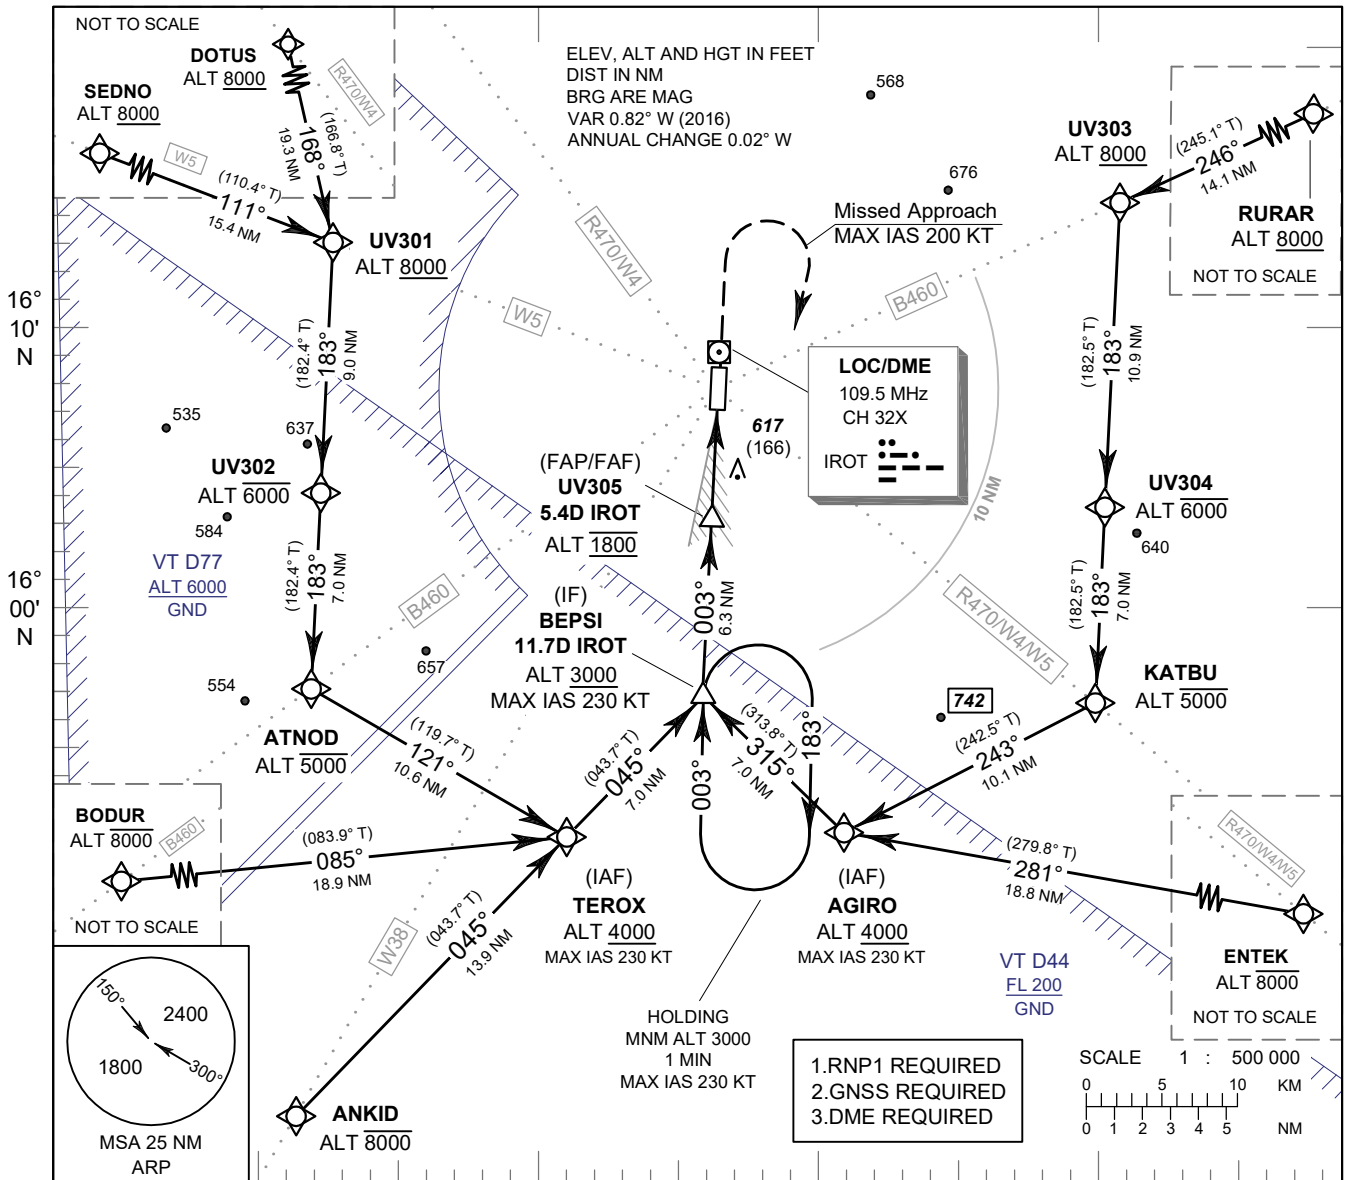 NOT TO SCALE
DOTUS
ALT 8000
SEDNO
ALT 8000
R470/W4
(166.8° T)
168°
19.3 NM
W5
(110.4° T)
111°
15.4 NM
UV301
ALT 8000
ELEV, ALT AND HGT IN FEET
DIST IN NM
BRG ARE MAG
VAR 0.82° W (2016)
ANNUAL CHANGE 0.02° W
568
676
Missed Approach
MAX IAS 200 KT
UV303
ALT 8000
(245.1° T)
246°
14.1 NM
RURAR
ALT 8000
NOT TO SCALE
R470/W4
W5
B460
16°
10'
N
(182.4° T)
183°
9.0 NM
(182.5° T)
183°
10.9 NM
LOC/DME
109.5 MHz
CH 32X
IROT
617
(166)
10 NM
535
637
UV302
ALT 6000
584
(FAP/FAF)
UV305
5.4D IROT
ALT 1800
UV304
ALT 6000
640
VT D77
ALT 6000
GND
16°
00'
N
(182.4° T)
183°
7.0 NM
B460
(IF)
BEPSI
11.7D IROT
ALT 3000
MAX IAS 230 KT
003°
6.3 NM
R470/W4/W5
(182.5° T)
183°
7.0 NM
657
554
KATBU
ALT 5000
742
ATNOD
ALT 5000
(119.7° T)
121°
10.6 NM
(043.7° T)
045°
7.0 NM
003°
183°
(313.8° T)
315°
7.0 NM
(242.5° T)
243°
10.1 NM
BODUR
ALT 8000
B460
(083.9° T)
085°
18.9 NM
NOT TO SCALE
(IAF)
TEROX
ALT 4000
MAX IAS 230 KT
(IAF)
AGIRO
ALT 4000
MAX IAS 230 KT
(279.8° T)
281°
18.8 NM
R470/W4/W5
ENTEK
ALT 8000
NOT TO SCALE
W38
(043.7° T)
045°
13.9 NM
VT D44
FL 200
GND
150°
2400
1800
300°
MSA 25 NM
ARP
ANKID
ALT 8000
HOLDING
MNM ALT 3000
1 MIN
MAX IAS 230 KT
1.RNP1 REQUIRED
2.GNSS REQUIRED
3.DME REQUIRED
SCALE 1 : 500 000
0 5 10 KM
0 1 2 3 4 5 NM